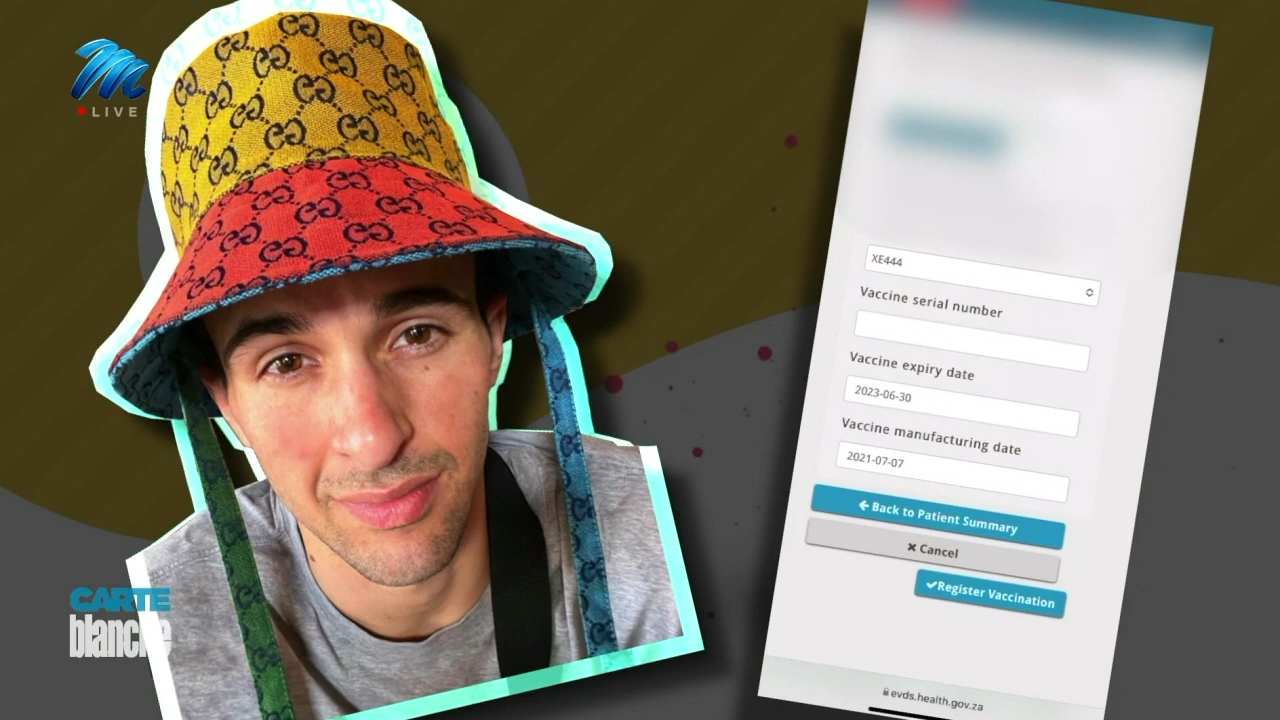 LIVE
CARTE
blanche
XE444
Vaccine serial number
Vaccine expiry date
2023-06-30
Vaccine manufacturing date
2021-07-07
Back to Patient Summary
Cancel
Register Vaccination
evds.health.gov.za